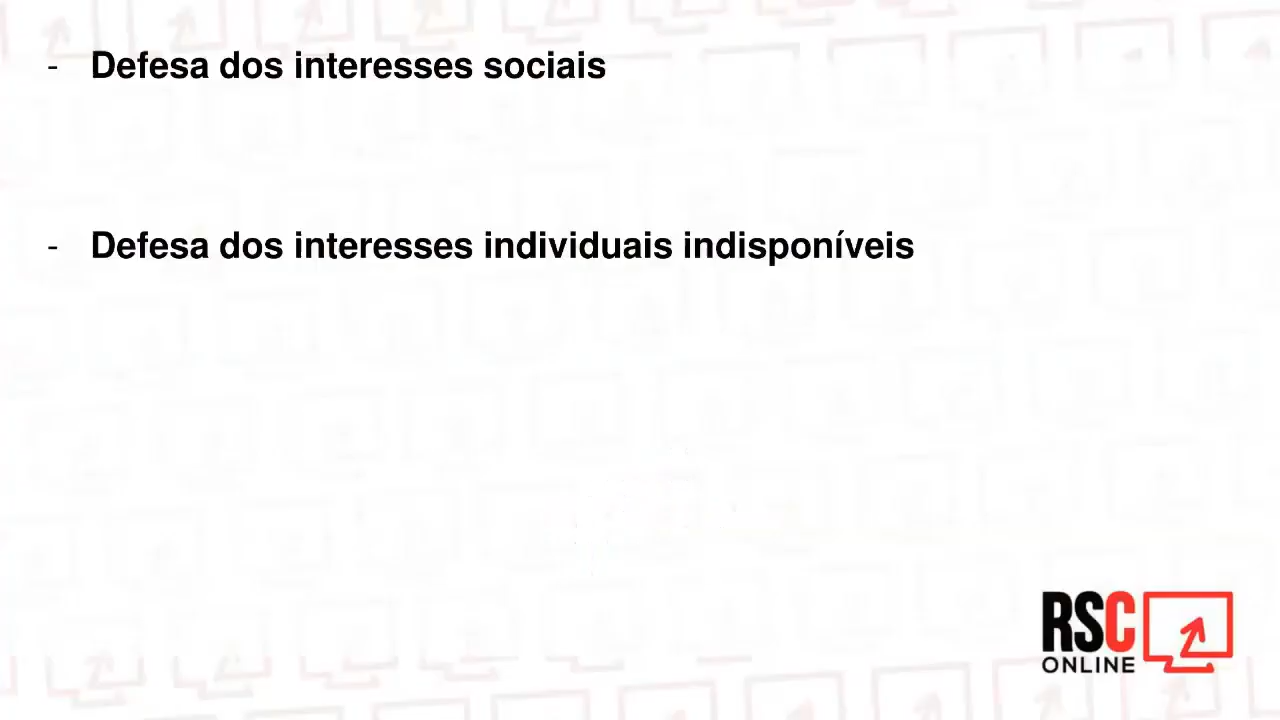 - Defesa dos interesses sociais
- Defesa dos interesses individuais indisponíveis
RSC
ONLINE